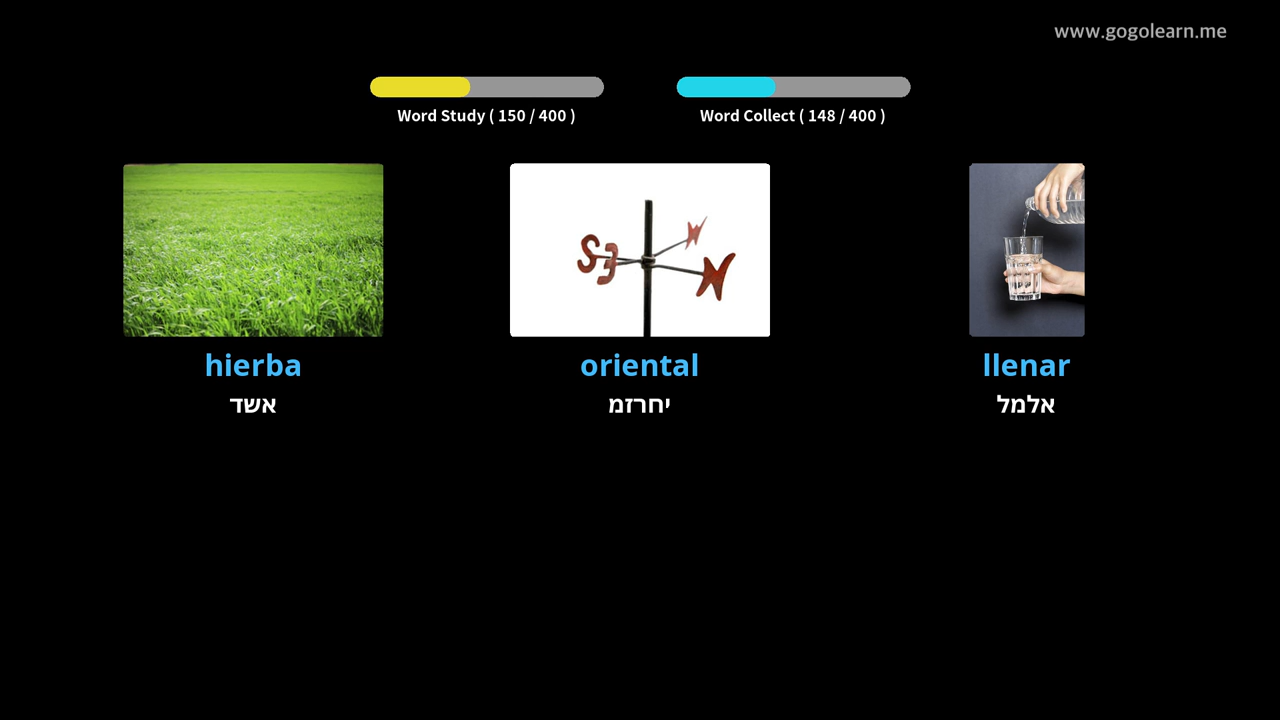 www.gogolearn.me
Word Study ( 150 / 400 )
Word Collect ( 148 / 400 )
hierba
אשד
oriental
יחרזמ
llenar
אלמל